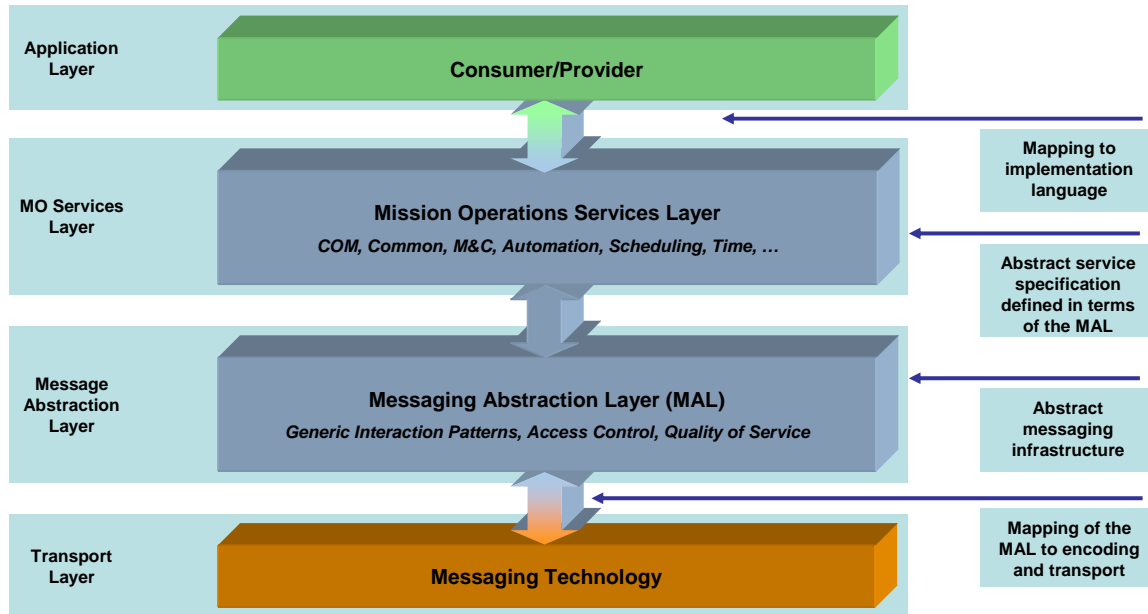 Application
Layer
Consumer/Provider
Mapping to
implementation
language
MO Services
Layer
Mission Operations Services Layer
COM, Common, M&C, Automation, Scheduling, Time, …
Abstract service
specification
defined in terms
of the MAL
Message
Abstraction
Layer
Messaging Abstraction Layer (MAL)
Generic Interaction Patterns, Access Control, Quality of Service
Abstract
messaging
infrastructure
Transport
Layer
Messaging Technology
Mapping of the
MAL to encoding
and transport